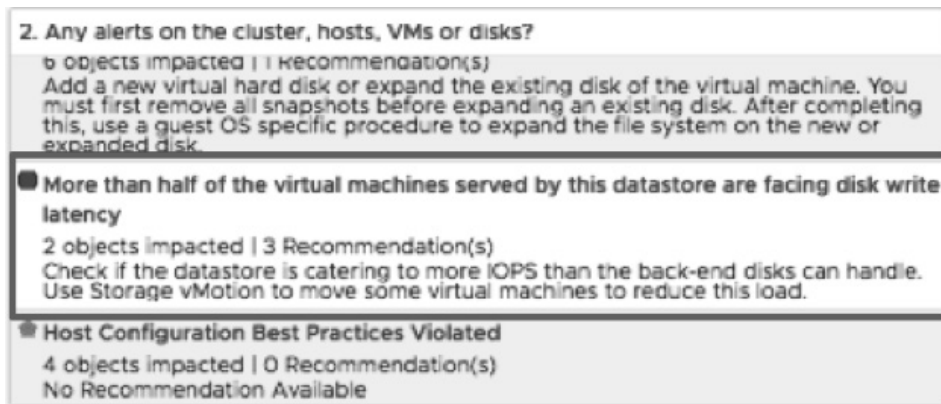 2. Any alerts on the cluster, hosts, VMs or disks?
6 objects impacted | 1 Recommendation(s)
Add a new virtual hard disk or expand the existing disk of the virtual machine. You
must first remove all snapshots before expanding an existing disk. After completing
this, use a guest OS specific procedure to expand the file system on the new or
expanded disk.
More than half of the virtual machines served by this datastore are facing disk write
latency
2 objects impacted | 3 Recommendation(s)
Check if the datastore is catering to more IOPS than the back-end disks can handle.
Use Storage vMotion to move some virtual machines to reduce this load.
Host Configuration Best Practices Violated
4 objects impacted | 0 Recommendation(s)
No Recommendation Available